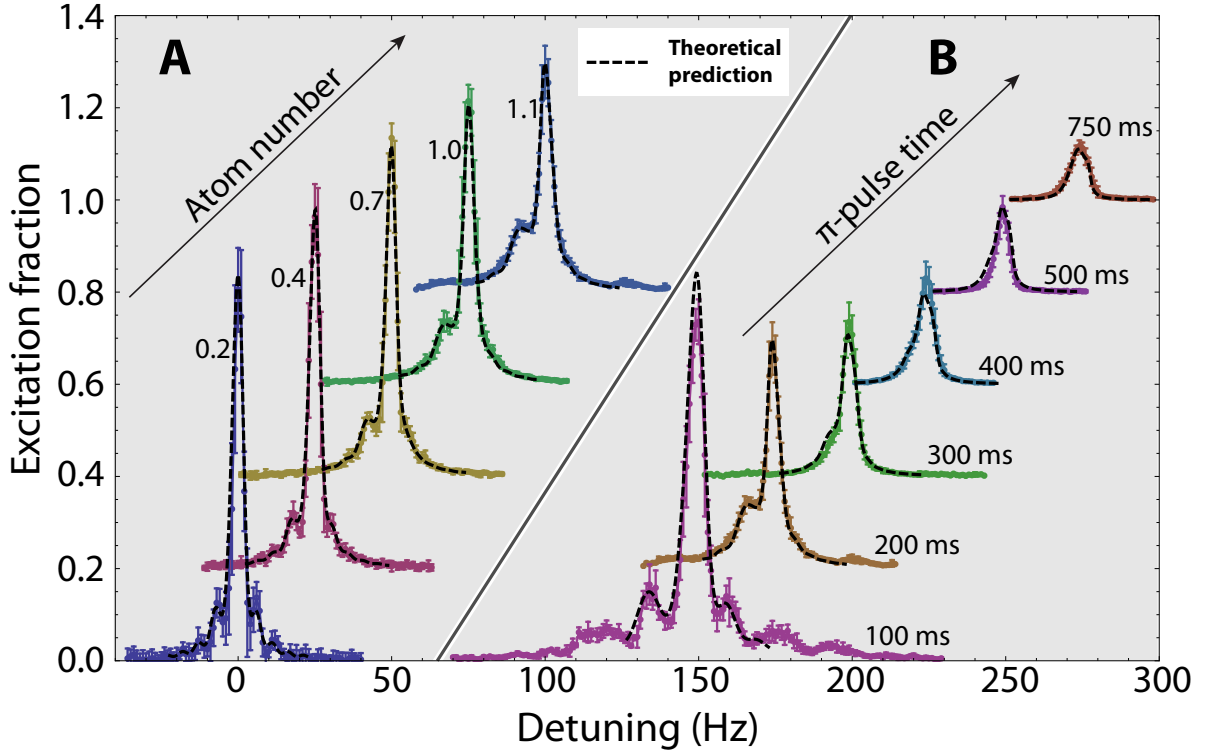 A
B
Theoretical
prediction
Atom number
π-pulse time
0.2
0.4
0.7
1.0
1.1
750 ms
500 ms
400 ms
300 ms
200 ms
100 ms
Excitation fraction
1.4
1.2
1.0
0.8
0.6
0.4
0.2
0.0
0
50
100
150
200
250
300
Detuning (Hz)